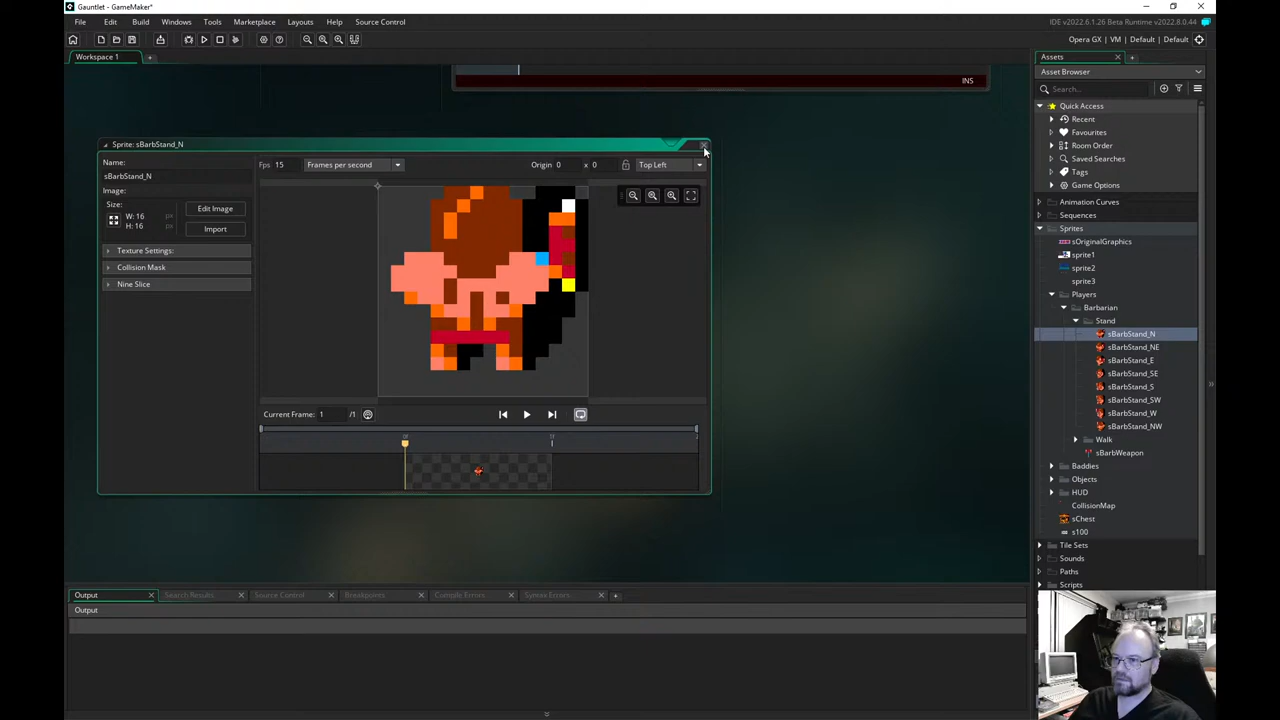 Gauntlet - GameMaker*
File Edit Build Windows Tools Marketplace Layouts Help Source Control
IDE v2022.6.1.26 Beta Runtime v2022.8.0.44
Opera GX | VM | Default | Default
Workspace 1
INS
Sprite: sBarbStand_N
Name:
sBarbStand_N
Image:
Size:
W: 16
H: 16
Edit Image
Import
Texture Settings:
Collision Mask
Nine Slice
Fps 15 Frames per second
Origin 0 x 0 Top Left
Current Frame: 1 /1
Output
Search Results
Source Control
Breakpoints
Compile Errors
Syntax Errors
Output
Assets
Asset Browser
Search...
Quick Access
Recent
Favourites
Room Order
Saved Searches
Tags
Game Options
Animation Curves
Sequences
Sprites
sOriginalGraphics
sprite1
sprite2
sprite3
Players
Barbarian
Stand
sBarbStand_N
sBarbStand_NE
sBarbStand_E
sBarbStand_SE
sBarbStand_S
sBarbStand_SW
sBarbStand_W
sBarbStand_NW
Walk
sBarbWeapon
Baddies
Objects
HUD
CollisionMap
sChest
s100
Tile Sets
Sounds
Paths
Scripts